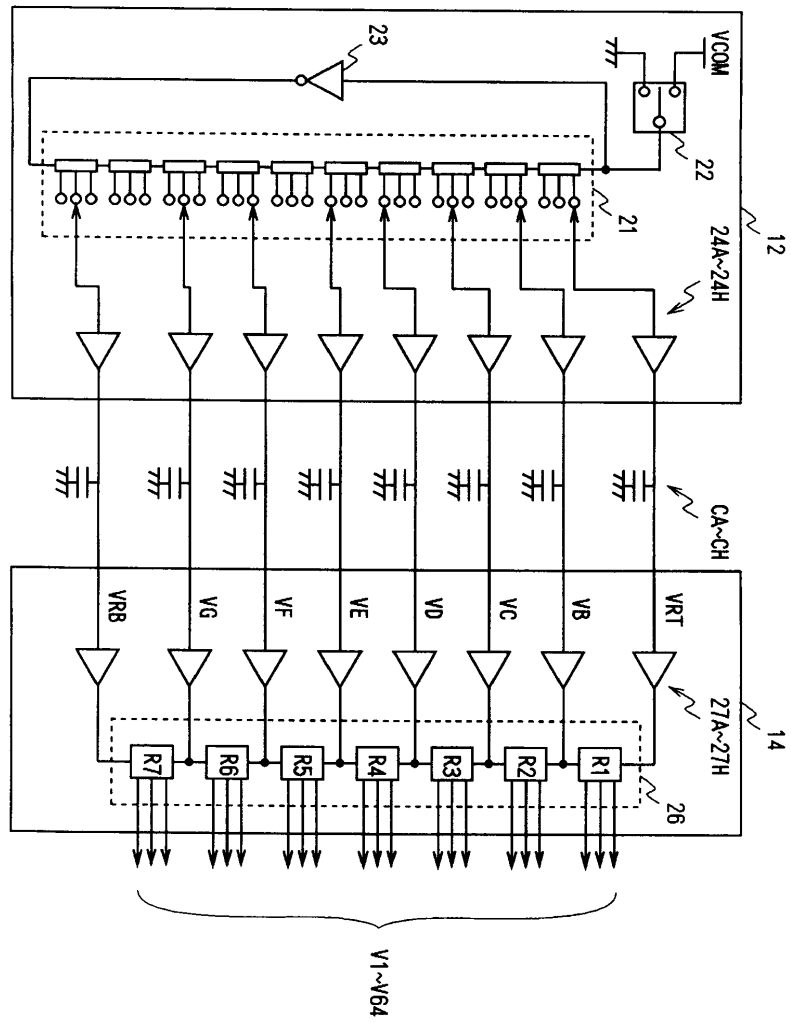 VCOM
22
23
21
12
24A~24H
CA~CH
14
27A~27H
VRT
VB
VC
VD
VE
VF
VG
VRB
26
R1
R2
R3
R4
R5
R6
R7
V1~V64